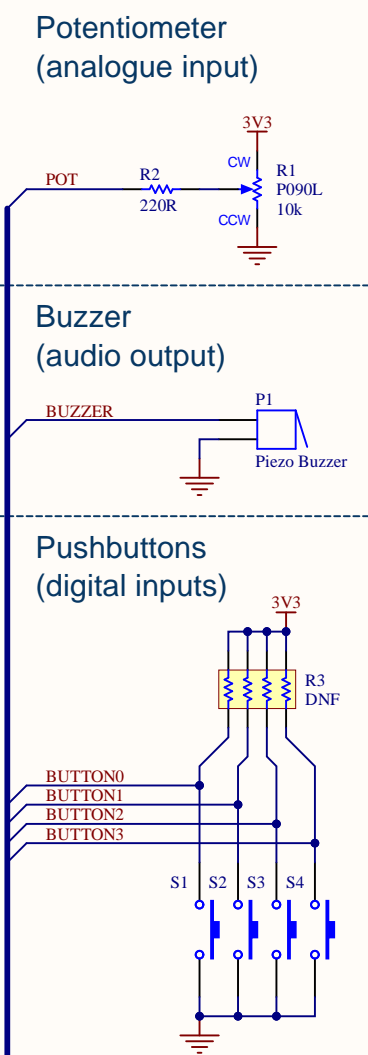 Potentiometer
(analogue input)
3V3
CW
R1
POT
R2
P090L
220R
10k
CCW
Buzzer
(audio output)
P1
BUZZER
Piezo Buzzer
Pushbuttons
(digital inputs)
3V3
R3
DNF
BUTTON0
BUTTON1
BUTTON2
BUTTON3
S1 S2 S3 S4